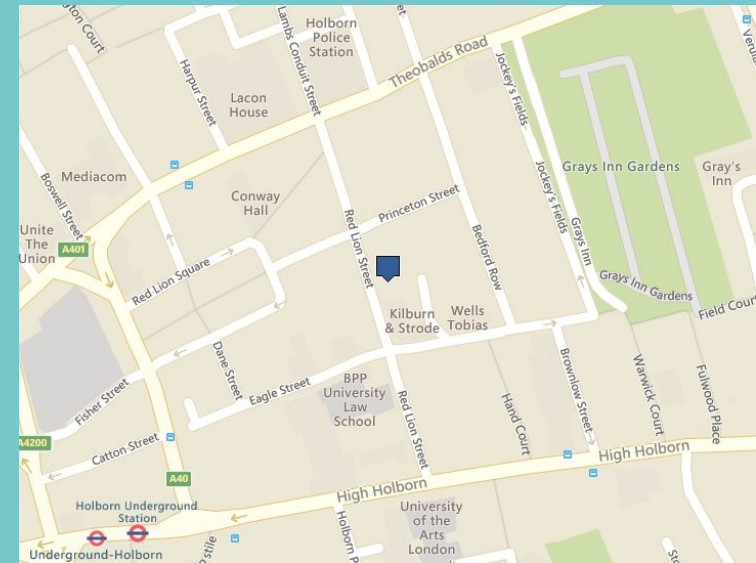 gton Court
Holborn
Police
Station
Lambs Conduit Street
Theobalds Road
Harpur Street
Lacon
House
Jockey's Fields
Mediacom
Boswell Street
Conway
Hall
Princeton Street
Grays Inn Gardens
Gray's
Inn
Jockey's Fields
Unite
The
Union
A401
Red Lion Street
Bedford Row
Grays Inn
Red Lion Square
Grays Inn Gardens
Field Court
Kilburn
& Strode
Wells
Tobias
Dane Street
Eagle Street
BPP
University
Law
School
Fisher Street
Brownlow Street
Warwick Court
Fulwood Place
Hand Court
Red Lion Street
A4200
Catton Street
A40
High Holborn
High Holborn
Holborn Underground
Station
University
of the
Arts
London
Holborn P
stile
Underground-Holborn